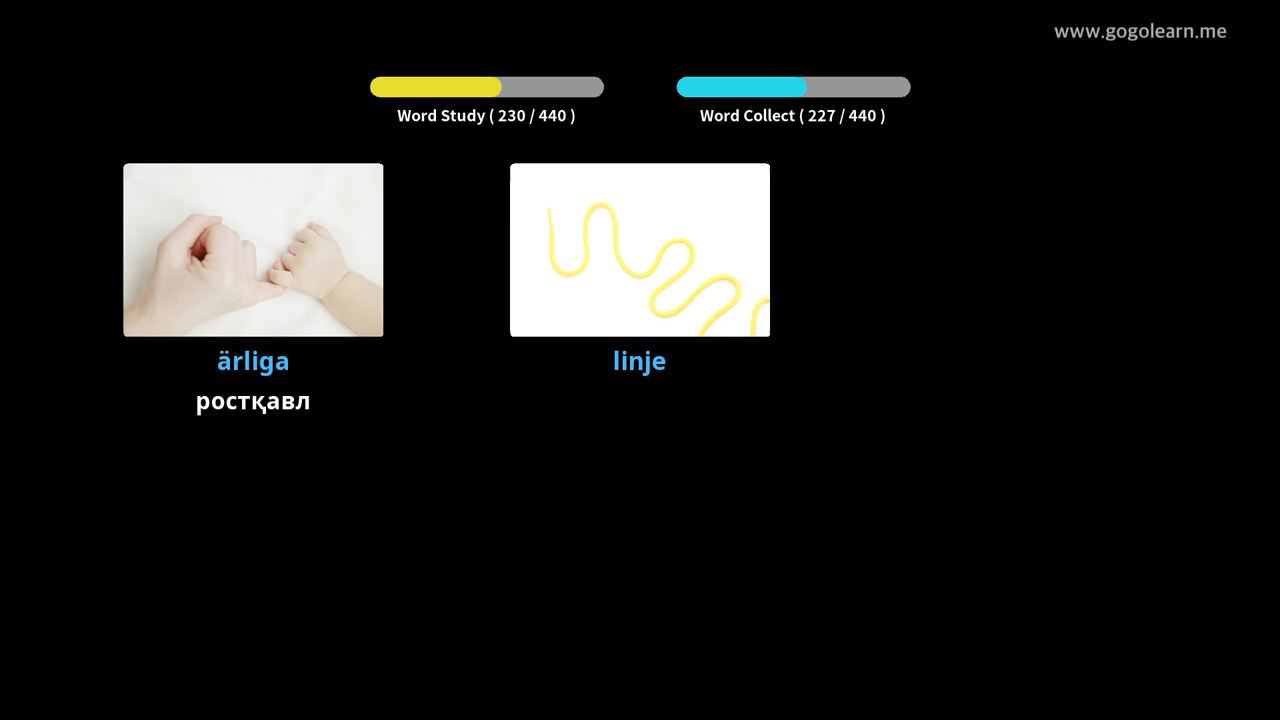 www.gogolearn.me
Word Study ( 230 / 440 )
Word Collect ( 227 / 440 )
ärliga
linje
ростқавл